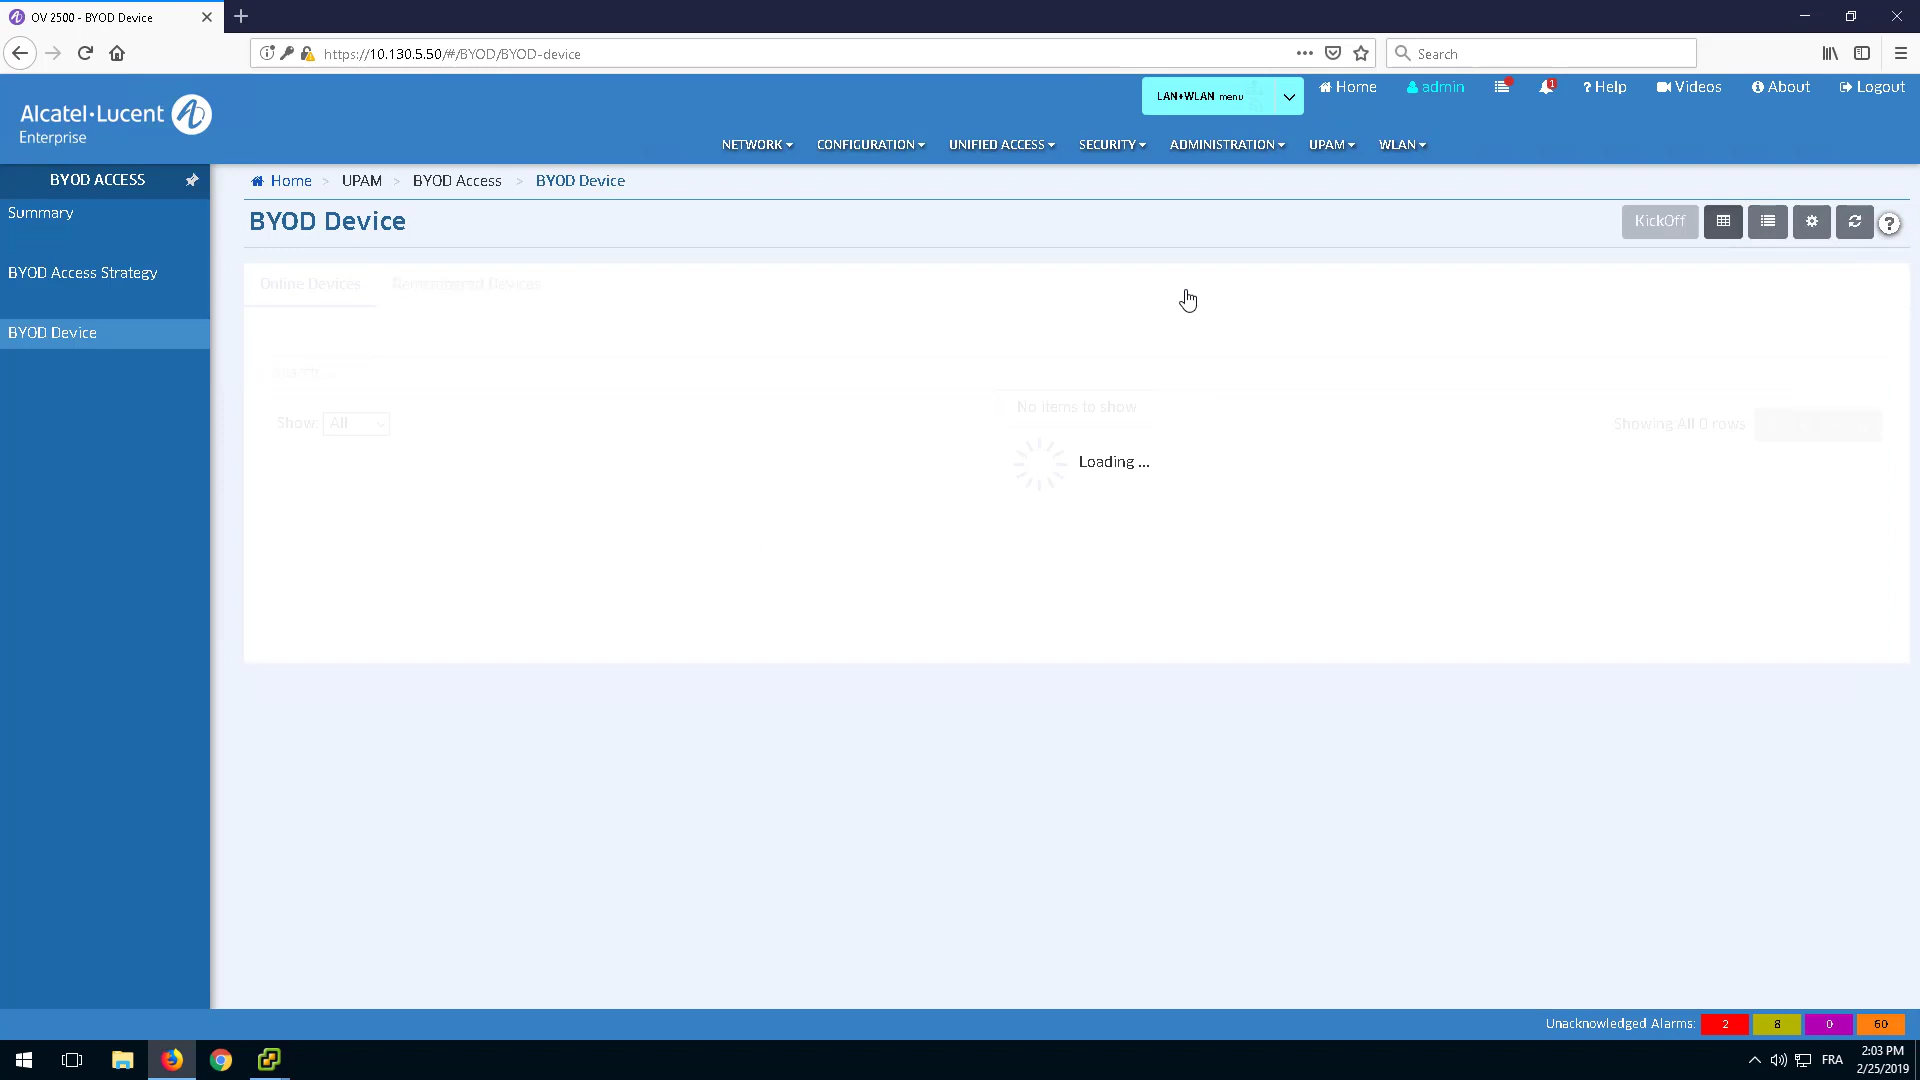 OV 2500 - BYOD Device
https://10.130.5.50/#/BYOD/BYOD-device
Search
Alcatel·Lucent
Enterprise
LAN+WLAN menu
Home
admin
1
? Help
Videos
About
Logout
NETWORK
CONFIGURATION
UNIFIED ACCESS
SECURITY
ADMINISTRATION
UPAM
WLAN
BYOD ACCESS
Summary
BYOD Access Strategy
BYOD Device
Home > UPAM > BYOD Access > BYOD Device
BYOD Device
KickOff
?
Online Devices
Remembered Devices
Show: All
No items to show
Showing All 0 rows
Loading ...
Unacknowledged Alarms: 2 8 0 60
FRA
2:03 PM
2/25/2019